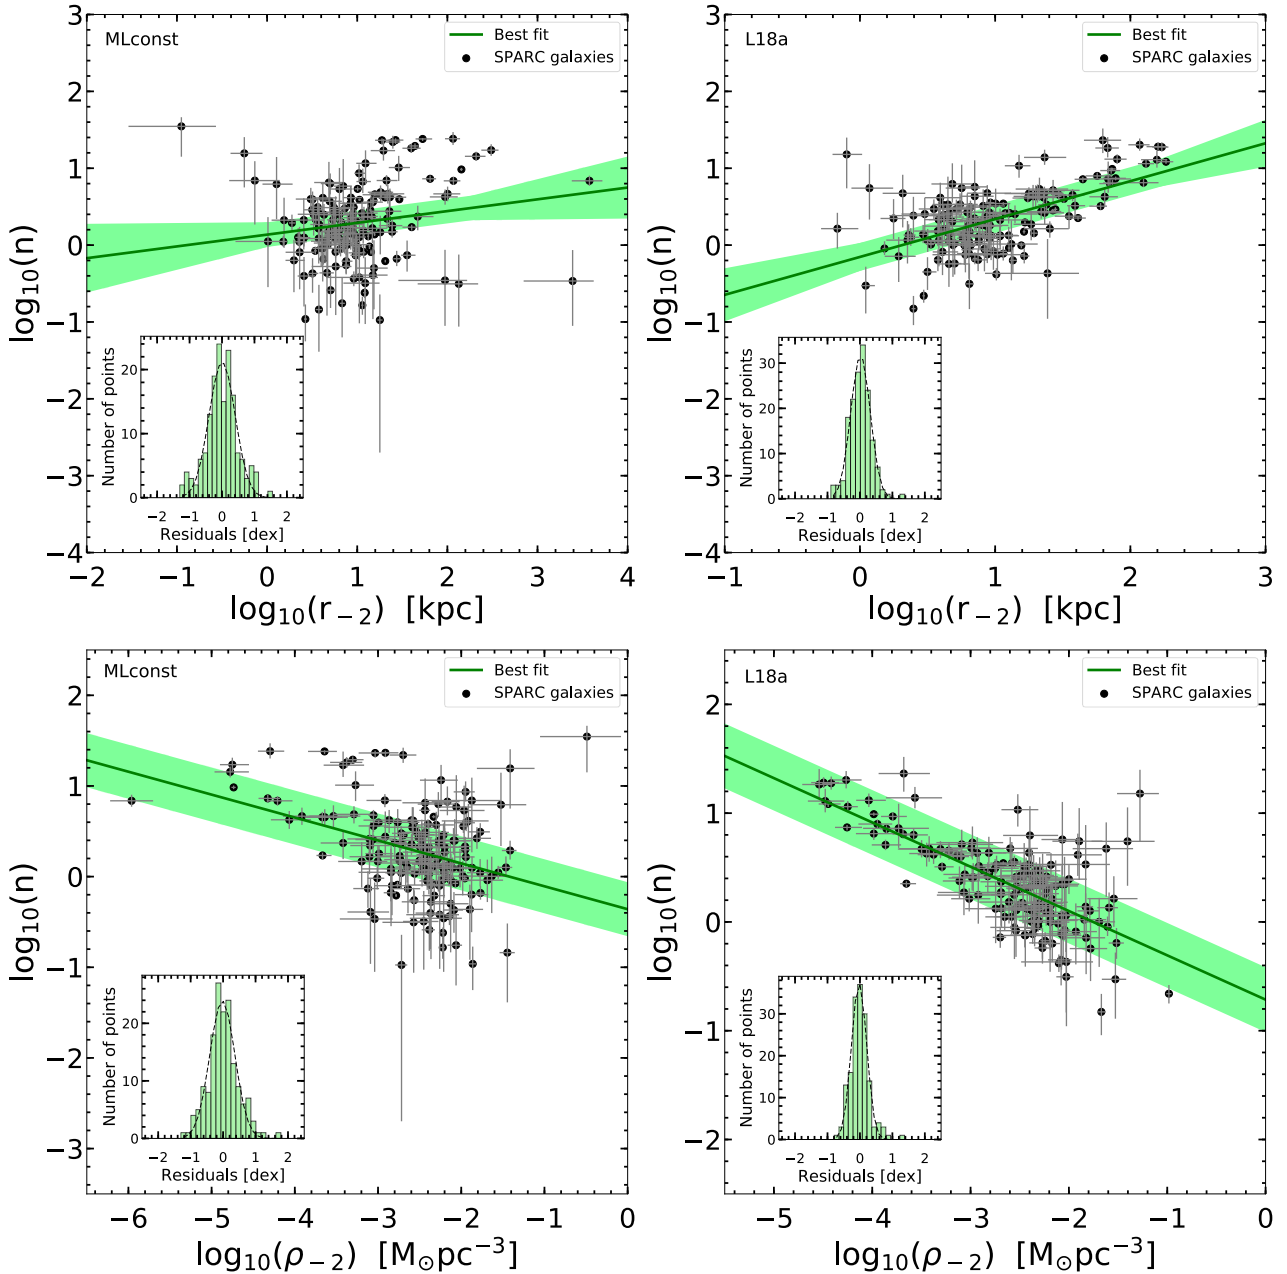 MLconst
Best fit
SPARC galaxies
3
2
1
0
−1
−2
−3
−4
log10(n)
−2 −1 0 1 2 3 4
log10(r−2) [kpc]
Number of points
20
10
0
−2 −1 0 1 2
Residuals [dex]
L18a
Best fit
SPARC galaxies
3
2
1
0
−1
−2
−3
−4
log10(n)
−1 0 1 2 3
log10(r−2) [kpc]
Number of points
30
20
10
0
−2 −1 0 1 2
Residuals [dex]
MLconst
Best fit
SPARC galaxies
2
1
0
−1
−2
−3
log10(n)
−6 −5 −4 −3 −2 −1 0
log10(ρ−2) [M⊙pc−3]
Number of points
20
10
0
−2 −1 0 1 2
Residuals [dex]
L18a
Best fit
SPARC galaxies
2
1
0
−1
−2
log10(n)
−5 −4 −3 −2 −1 0
log10(ρ−2) [M⊙pc−3]
Number of points
30
20
10
0
−2 −1 0 1 2
Residuals [dex]